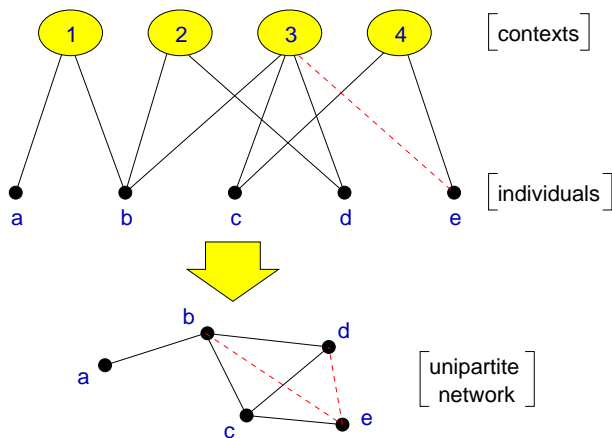 1 2 3 4 [contexts]
a b c d e [individuals]
b d
a
c e
[unipartite
network]